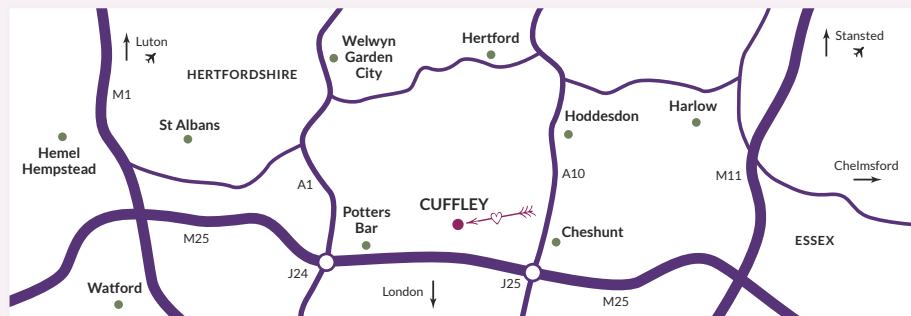 Luton
Stansted
Welwyn
Garden
City
Hertford
HERTFORDSHIRE
M1
Hoddesdon
Harlow
St Albans
Hemel
Hempstead
Chelmsford
A10
M11
A1
CUFFLEY
Potters
Bar
Cheshunt
M25
ESSEX
J24
J25
Watford
London
M25